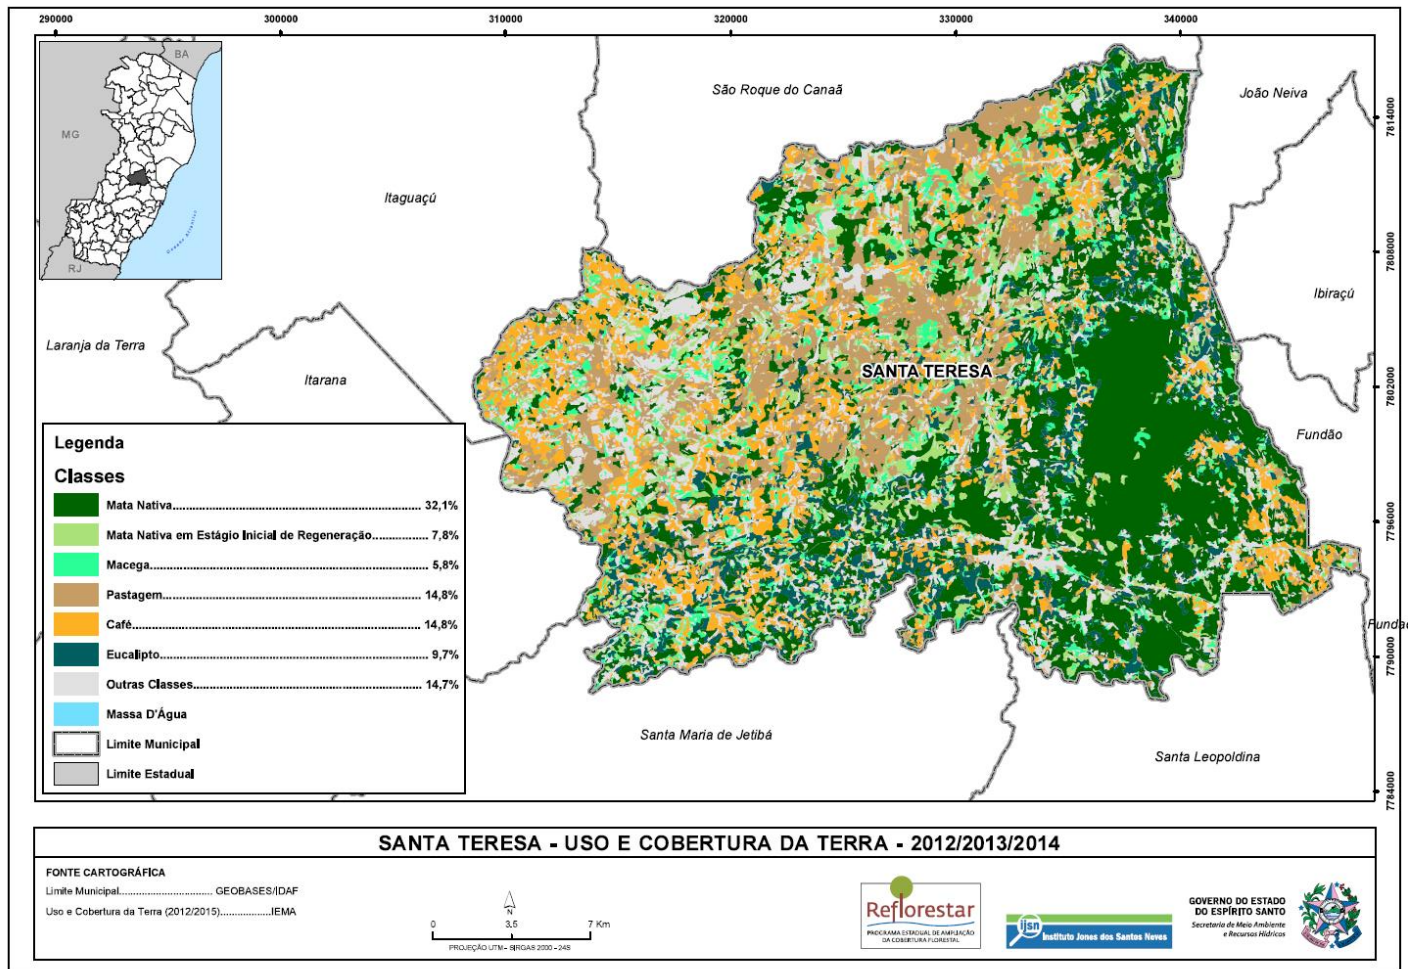 290000 300000 310000 320000 330000 340000
BA
MG
RJ
Oceano Atlântico
São Roque do Canaã
João Neiva
7814000
Itaguaçú
7808000
Ibiraçú
Laranja da Terra
Itarana
SANTA TERESA
7802000
Fundão
7796000
Fundão
7790000
Santa Maria de Jetibá
Santa Leopoldina
7784000
Legenda
Classes
Mata Nativa.......... 32,1%
Mata Nativa em Estágio Inicial de Regeneração.......... 7,8%
Macega.......... 5,8%
Pastagem.......... 14,8%
Café.......... 14,8%
Eucalipto.......... 9,7%
Outras Classes.......... 14,7%
Massa D'Água
Limite Municipal
Limite Estadual
SANTA TERESA - USO E COBERTURA DA TERRA - 2012/2013/2014
FONTE CARTOGRÁFICA
Limite Municipal.......... GEOBASES/IDAF
Uso e Cobertura da Terra (2012/2015)..........IEMA
N
0 3,5 7 Km
PROJEÇÃO UTM - SIRGAS 2000 - 24S
Reflorestar
PROGRAMA ESTADUAL DE AMPLIAÇÃO
DA COBERTURA FLORESTAL
ijsn
Instituto Jones dos Santos Neves
GOVERNO DO ESTADO
DO ESPÍRITO SANTO
Secretaria de Meio Ambiente
e Recursos Hídricos